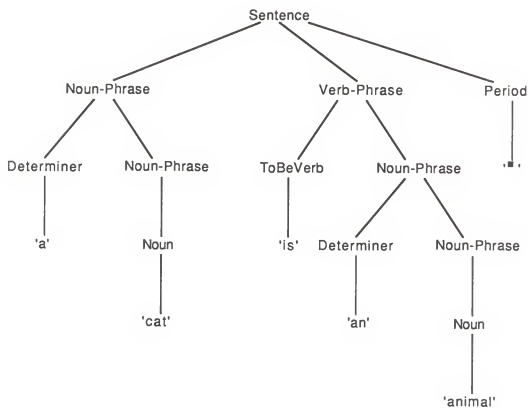 Sentence
Noun-Phrase Verb-Phrase Period
Determiner Noun-Phrase ToBeVerb Noun-Phrase '.'
'a' Noun 'is' Determiner Noun-Phrase
'cat' 'an' Noun
'animal'